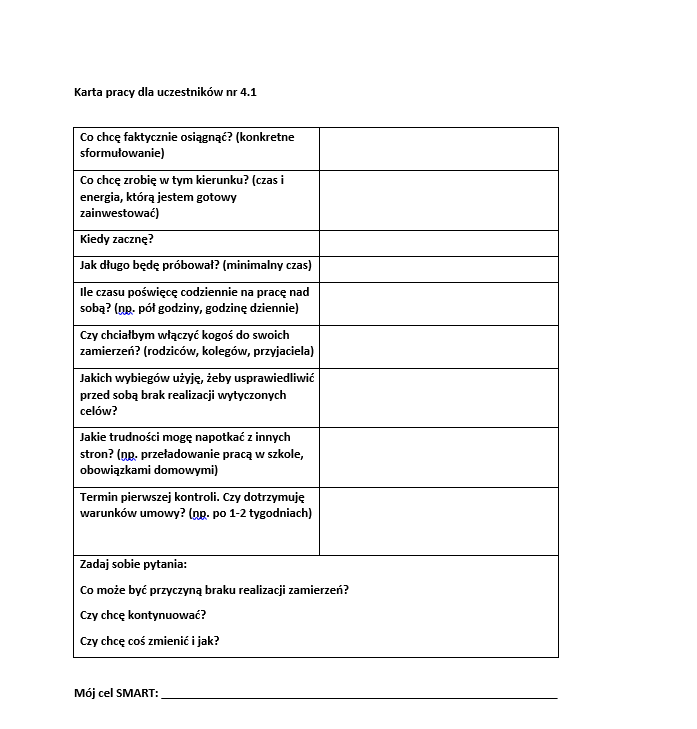 Karta pracy dla uczestników nr 4.1
Co chcę faktycznie osiągnąć? (konkretne
sformułowanie)
Co chcę zrobię w tym kierunku? (czas i
energia, którą jestem gotowy
zainwestować)
Kiedy zacznę?
Jak długo będę próbował? (minimalny czas)
Ile czasu poświęcę codziennie na pracę nad
sobą? (np. pół godziny, godzinę dziennie)
Czy chciałbym włączyć kogoś do swoich
zamierzeń? (rodziców, kolegów, przyjaciela)
Jakich wybiegów użyję, żeby usprawiedliwić
przed sobą brak realizacji wytyczonych
celów?
Jakie trudności mogę napotkać z innych
stron? (np. przeładowanie pracą w szkole,
obowiązkami domowymi)
Termin pierwszej kontroli. Czy dotrzymuję
warunków umowy? (np. po 1-2 tygodniach)
Zadaj sobie pytania:
Co może być przyczyną braku realizacji zamierzeń?
Czy chcę kontynuować?
Czy chcę coś zmienić i jak?
Mój cel SMART: ____________________